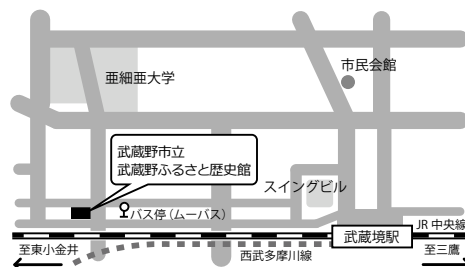 市民会館
亜細亜大学
武蔵野市立
武蔵野ふるさと歴史館
スイングビル
バス停（ムーバス）
JR 中央線
武蔵境駅
至東小金井
西武多摩川線
至三鷹